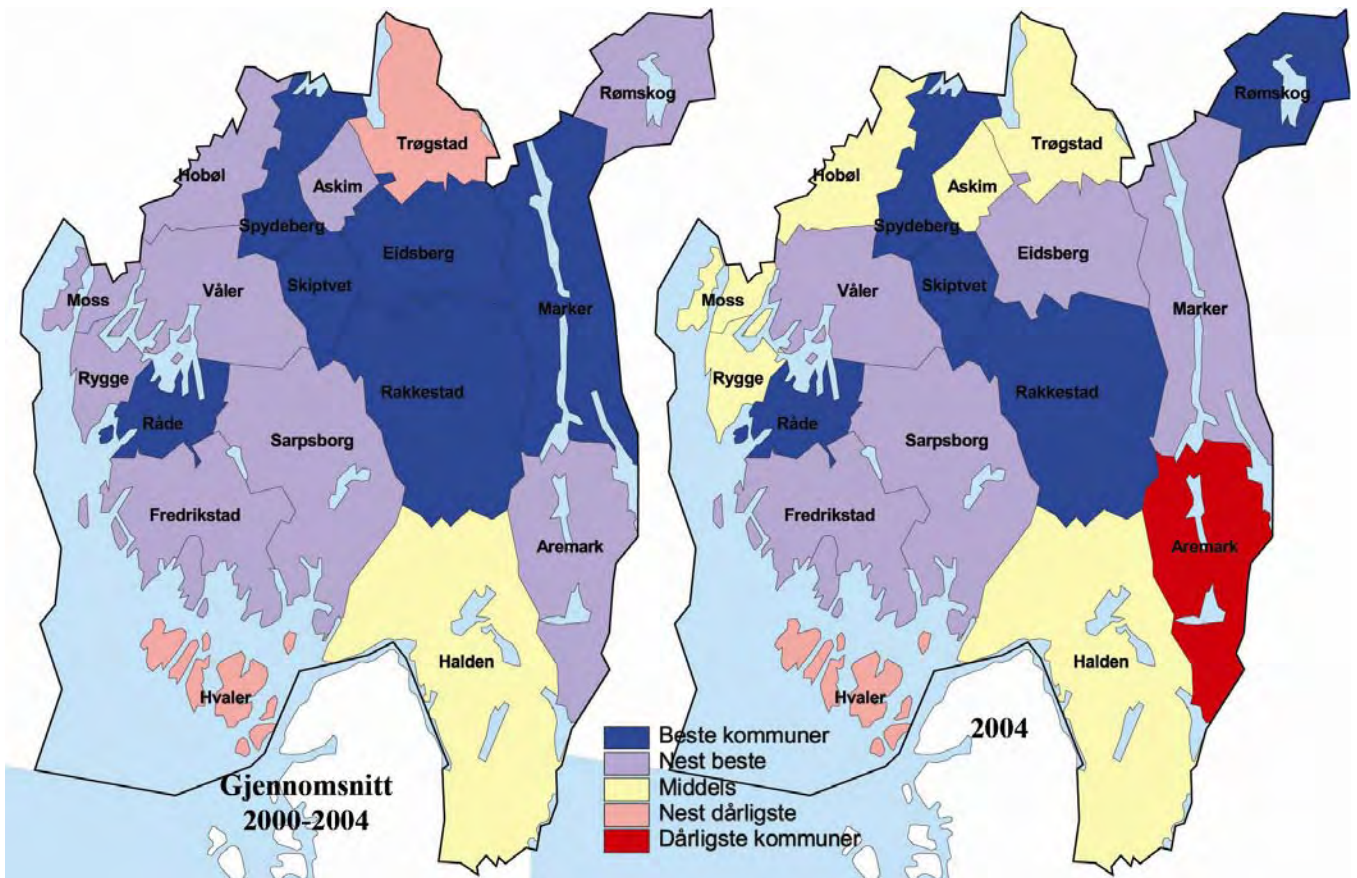 Rømskog
Trøgstad
Hobøl
Askim
Spydeberg
Eidsberg
Skiptvet
Våler
Moss
Marker
Rygge
Rakkestad
Råde
Sarpsborg
Fredrikstad
Aremark
Halden
Hvaler
Gjennomsnitt
2000-2004
Rømskog
Trøgstad
Hobøl
Askim
Spydeberg
Eidsberg
Skiptvet
Våler
Moss
Marker
Rygge
Rakkestad
Råde
Sarpsborg
Fredrikstad
Aremark
Halden
Hvaler
2004
Beste kommuner
Nest beste
Middels
Nest dårligste
Dårligste kommuner